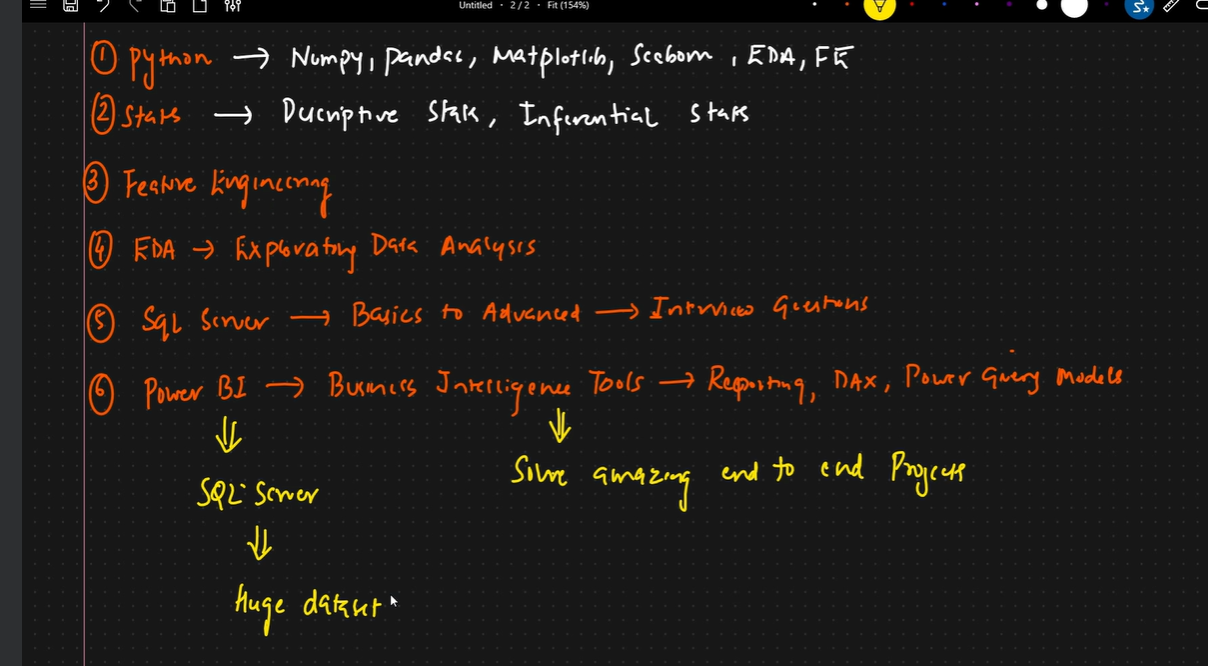 Untitled • 2 / 2 • Fit (154%)
① Python → Numpy, Pandas, Matplotlib, Seaborn, EDA, FE
② Stats → Descriptive Stats, Inferential Stats
③ Feature Engineering
④ EDA → Exploratory Data Analysis
⑤ SQL Server → Basics to Advanced → Interview Questions
⑥ Power BI → Business Intelligence Tools → Reporting, DAX, Power Query Models
⇓ ⇓
Solve amazing end to end Projects
SQL Server
⇓
Huge dataset